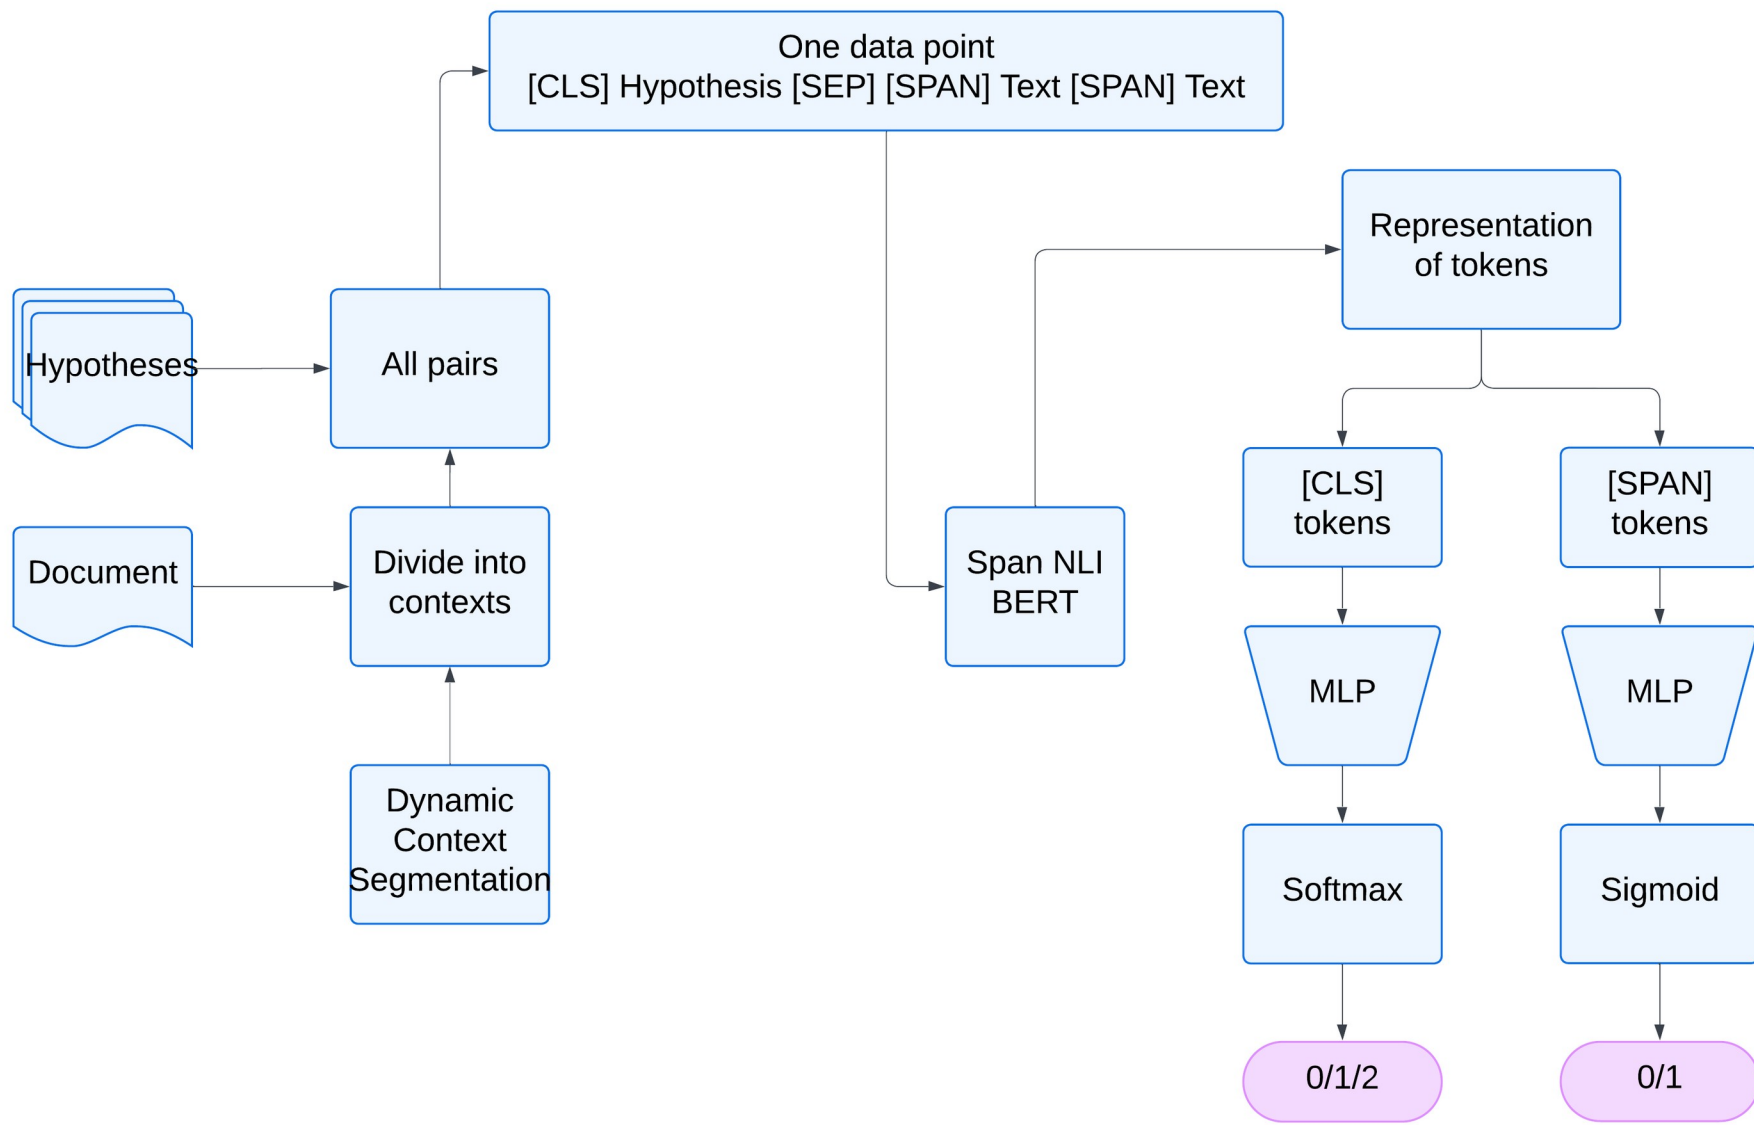 One data point
[CLS] Hypothesis [SEP] [SPAN] Text [SPAN] Text
Representation
of tokens
Hypotheses
All pairs
[CLS]
tokens
[SPAN]
tokens
Document
Divide into
contexts
Span NLI
BERT
MLP
MLP
Dynamic
Context
Segmentation
Softmax
Sigmoid
0/1/2
0/1